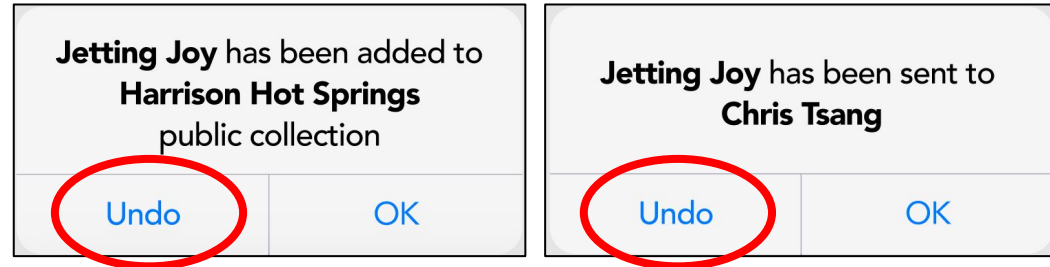 Jetting Joy has been added to
Harrison Hot Springs
public collection
Undo OK
Jetting Joy has been sent to
Chris Tsang
Undo OK